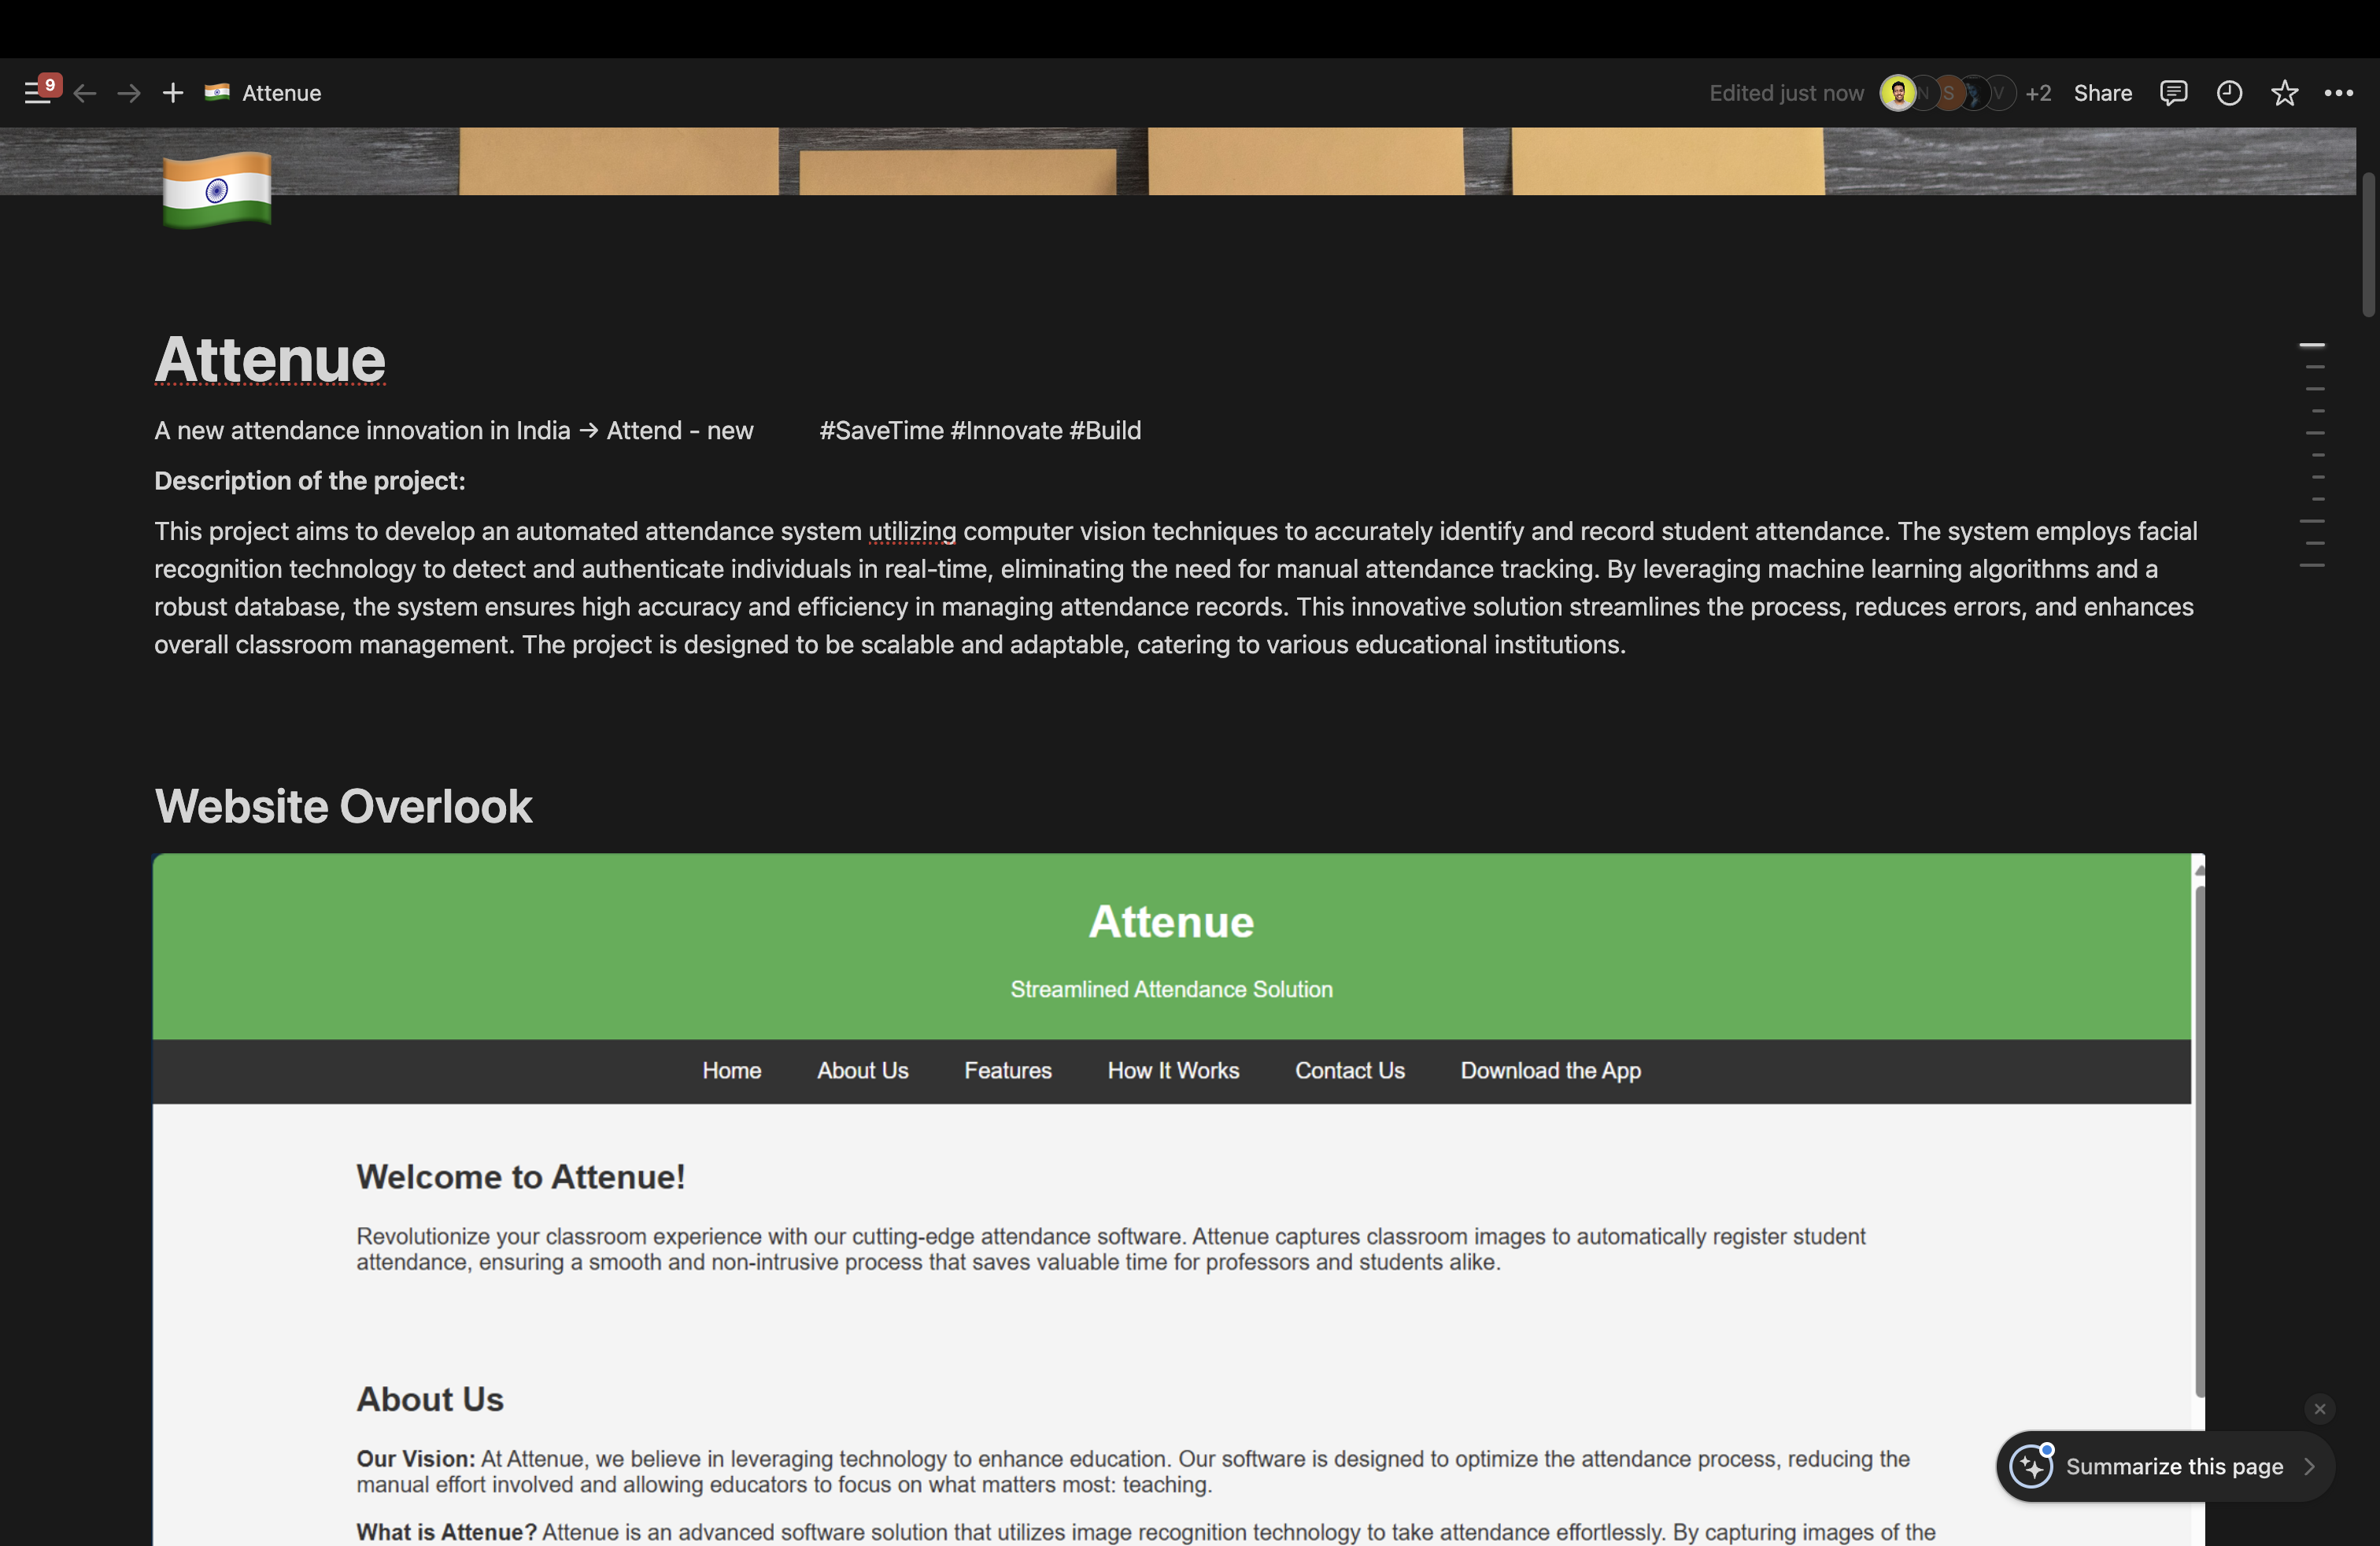 9
Attenue
Edited just now
N
S
V
+2
Share
Attenue
A new attendance innovation in India → Attend - new #SaveTime #Innovate #Build
Description of the project:
This project aims to develop an automated attendance system utilizing computer vision techniques to accurately identify and record student attendance. The system employs facial
recognition technology to detect and authenticate individuals in real-time, eliminating the need for manual attendance tracking. By leveraging machine learning algorithms and a
robust database, the system ensures high accuracy and efficiency in managing attendance records. This innovative solution streamlines the process, reduces errors, and enhances
overall classroom management. The project is designed to be scalable and adaptable, catering to various educational institutions.
Website Overlook
Attenue
Streamlined Attendance Solution
Home About Us Features How It Works Contact Us Download the App
Welcome to Attenue!
Revolutionize your classroom experience with our cutting-edge attendance software. Attenue captures classroom images to automatically register student
attendance, ensuring a smooth and non-intrusive process that saves valuable time for professors and students alike.
About Us
Our Vision: At Attenue, we believe in leveraging technology to enhance education. Our software is designed to optimize the attendance process, reducing the
manual effort involved and allowing educators to focus on what matters most: teaching.
What is Attenue? Attenue is an advanced software solution that utilizes image recognition technology to take attendance effortlessly. By capturing images of the
Summarize this page